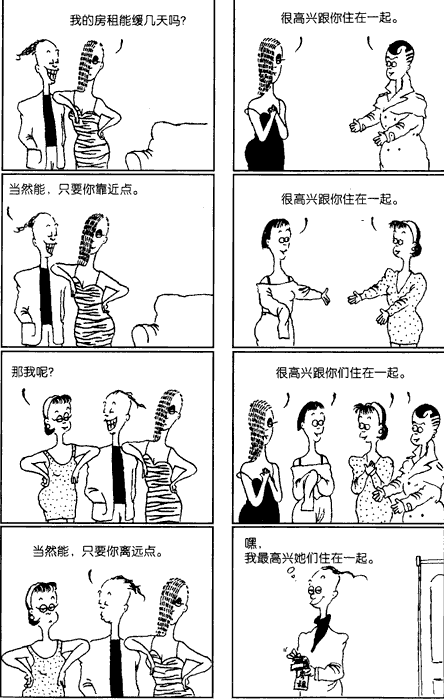 我的房租能缓几天吗?
当然能，只要你靠近点。
那我呢?
当然能，只要你离远点。
很高兴跟你住在一起。
很高兴跟你住在一起。
很高兴跟你们住在一起。
嘿，
我最高兴她们住在一起。
房租